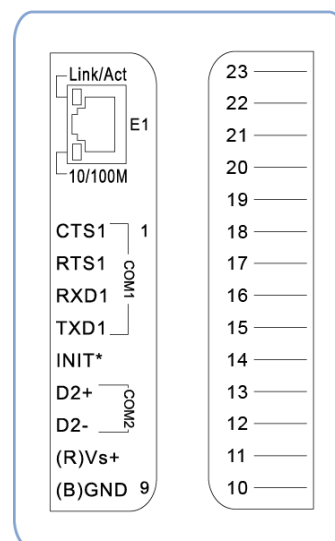 Link/Act
E1
10/100M
CTS1 1
RTS1
RXD1
TXD1
COM1
INIT*
D2+
D2-
COM2
(R)Vs+
(B)GND 9
23
22
21
20
19
18
17
16
15
14
13
12
11
10